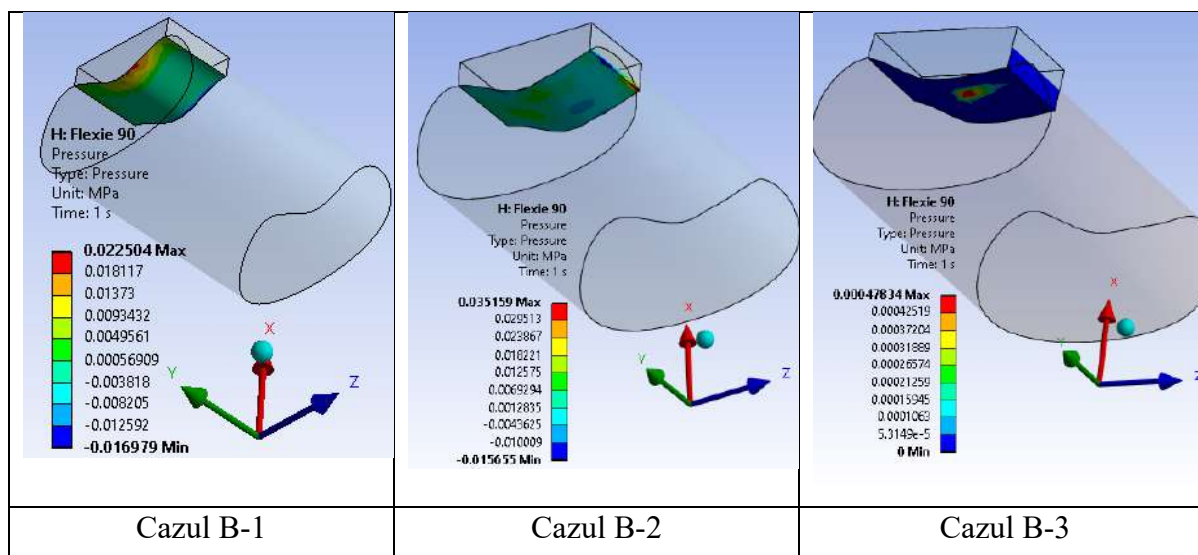 H: Flexie 90
Pressure
Type: Pressure
Unit: MPa
Time: 1 s
0.022504 Max
0.018117
0.01373
0.0093432
0.0049561
0.00056909
-0.003818
-0.008205
-0.012592
-0.016979 Min
X
Y
Z
Cazul B-1
H: Flexie 90
Pressure
Type: Pressure
Unit: MPa
Time: 1 s
0.035159 Max
0.029513
0.023867
0.018221
0.012575
0.0069294
0.0012835
-0.0043625
-0.010009
-0.015655 Min
X
Y
Z
Cazul B-2
H: Flexie 90
Pressure
Type: Pressure
Unit: MPa
Time: 1 s
0.00047834 Max
0.00042519
0.00037204
0.00031889
0.00026574
0.00021259
0.00015945
0.0001063
5.3149e-5
0 Min
X
Y
Z
Cazul B-3